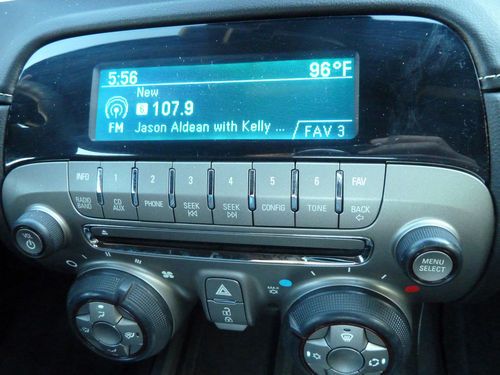 5:56 96°F
New
6 107.9
FM Jason Aldean with Kelly ... FAV 3
INFO 1 2 3 4 5 6 FAV
RADIO BAND CD AUX PHONE SEEK SEEK CONFIG TONE BACK
MENU SELECT